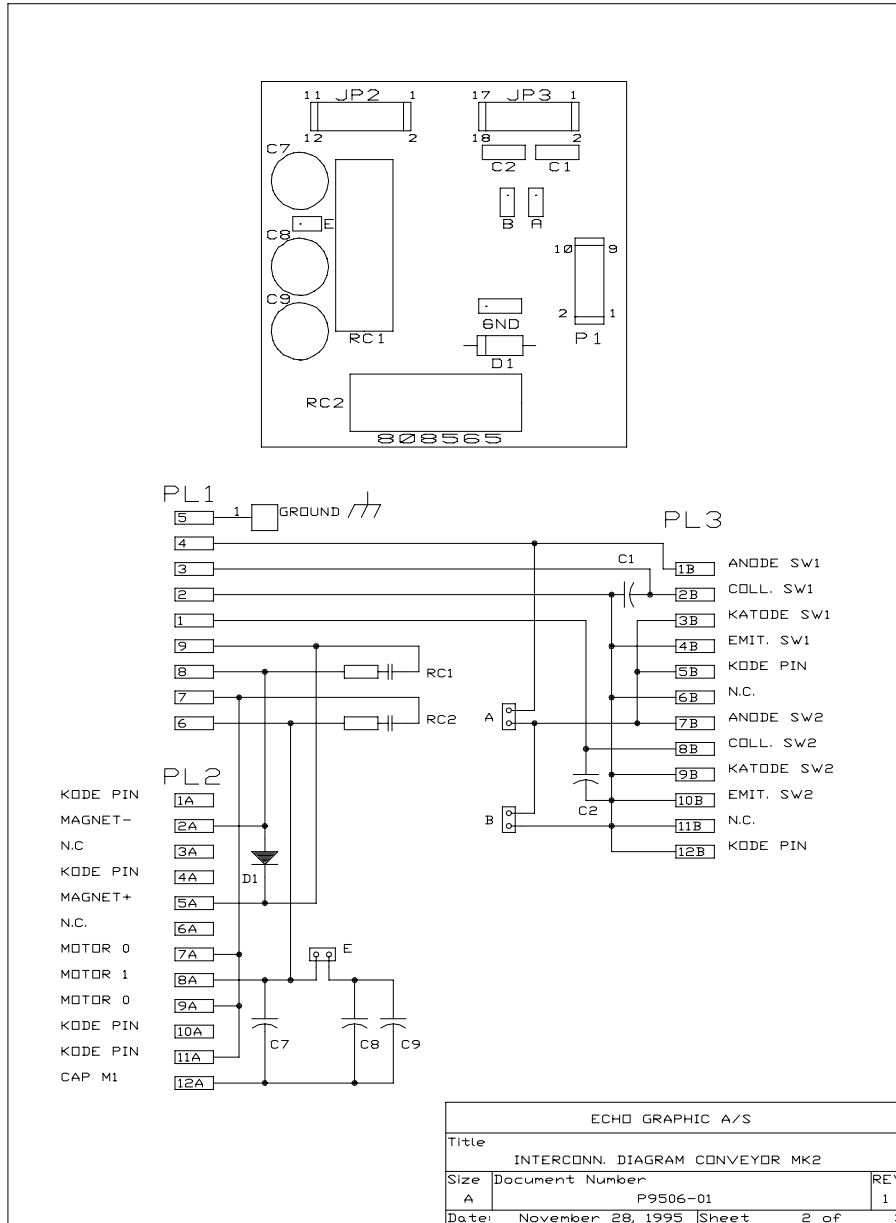 11 JP2 1
12 2
17 JP3 1
18 2
C7
C2 C1
B A
E
C8
10 9
C9
GND
2 1
RC1
P1
D1
RC2
808565
PL1
5 1 GROUND
4
3
2
1
9
8 RC1
7
6 RC2
PL3
C1
1B ANODE SW1
2B COLL. SW1
3B KATODE SW1
4B EMIT. SW1
5B KODE PIN
6B N.C.
7B ANODE SW2
8B COLL. SW2
9B KATODE SW2
10B EMIT. SW2
11B N.C.
12B KODE PIN
A
C2
B
PL2
KODE PIN 1A
MAGNET- 2A
N.C 3A
KODE PIN 4A
D1
MAGNET+ 5A
N.C. 6A
MOTOR 0 7A
E
MOTOR 1 8A
MOTOR 0 9A
KODE PIN 10A
C7 C8 C9
KODE PIN 11A
CAP M1 12A
ECHO GRAPHIC A/S
Title
INTERCONN. DIAGRAM CONVEYOR MK2
Size Document Number
A P9506-01 1
Date: November 28, 1995 Sheet 2 of